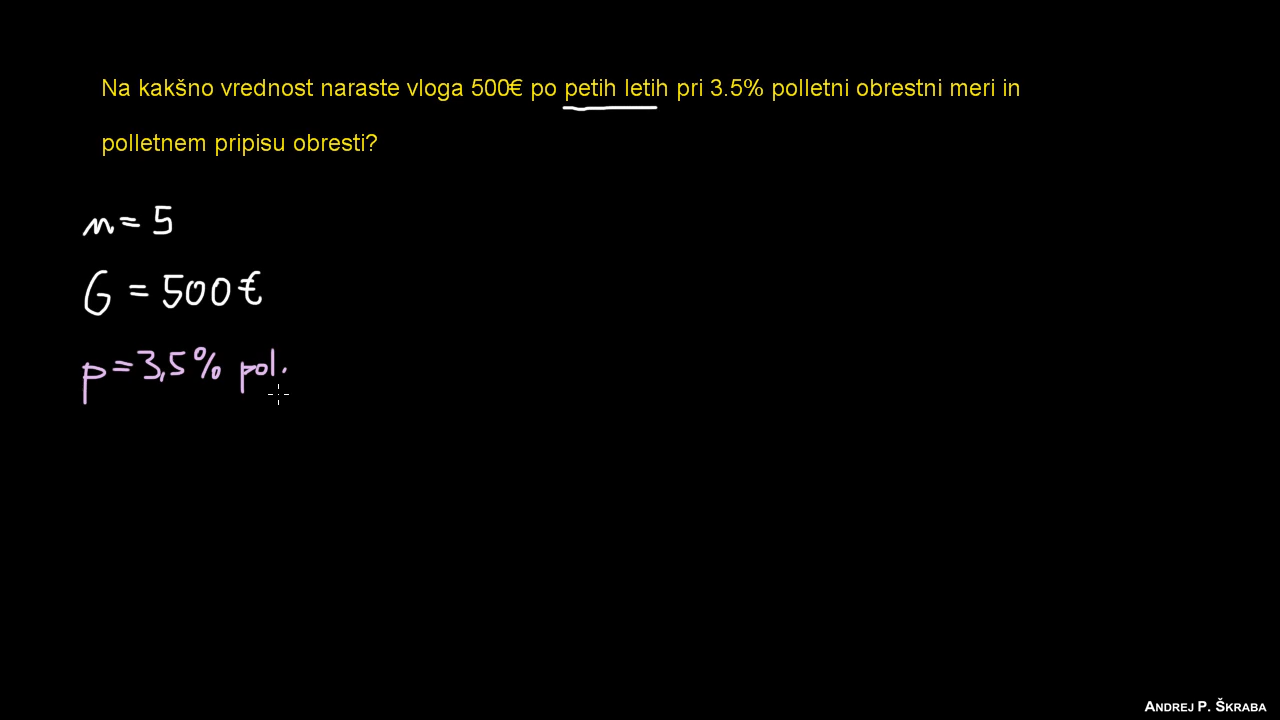 Na kakšno vrednost naraste vloga 500€ po petih letih pri 3.5% polletni obrestni meri in
polletnem pripisu obresti?
n = 5
G = 500€
p = 3,5% pol.
ANDREJ P. ŠKRABA